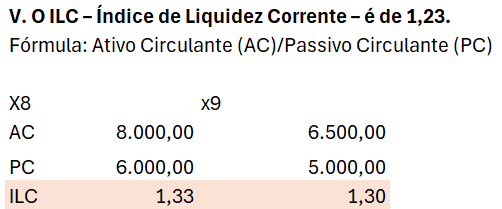 V. O ILC – Índice de Liquidez Corrente – é de 1,23.
Fórmula: Ativo Circulante (AC)/Passivo Circulante (PC)
X8 x9
AC 8.000,00 6.500,00
PC 6.000,00 5.000,00
ILC 1,33 1,30